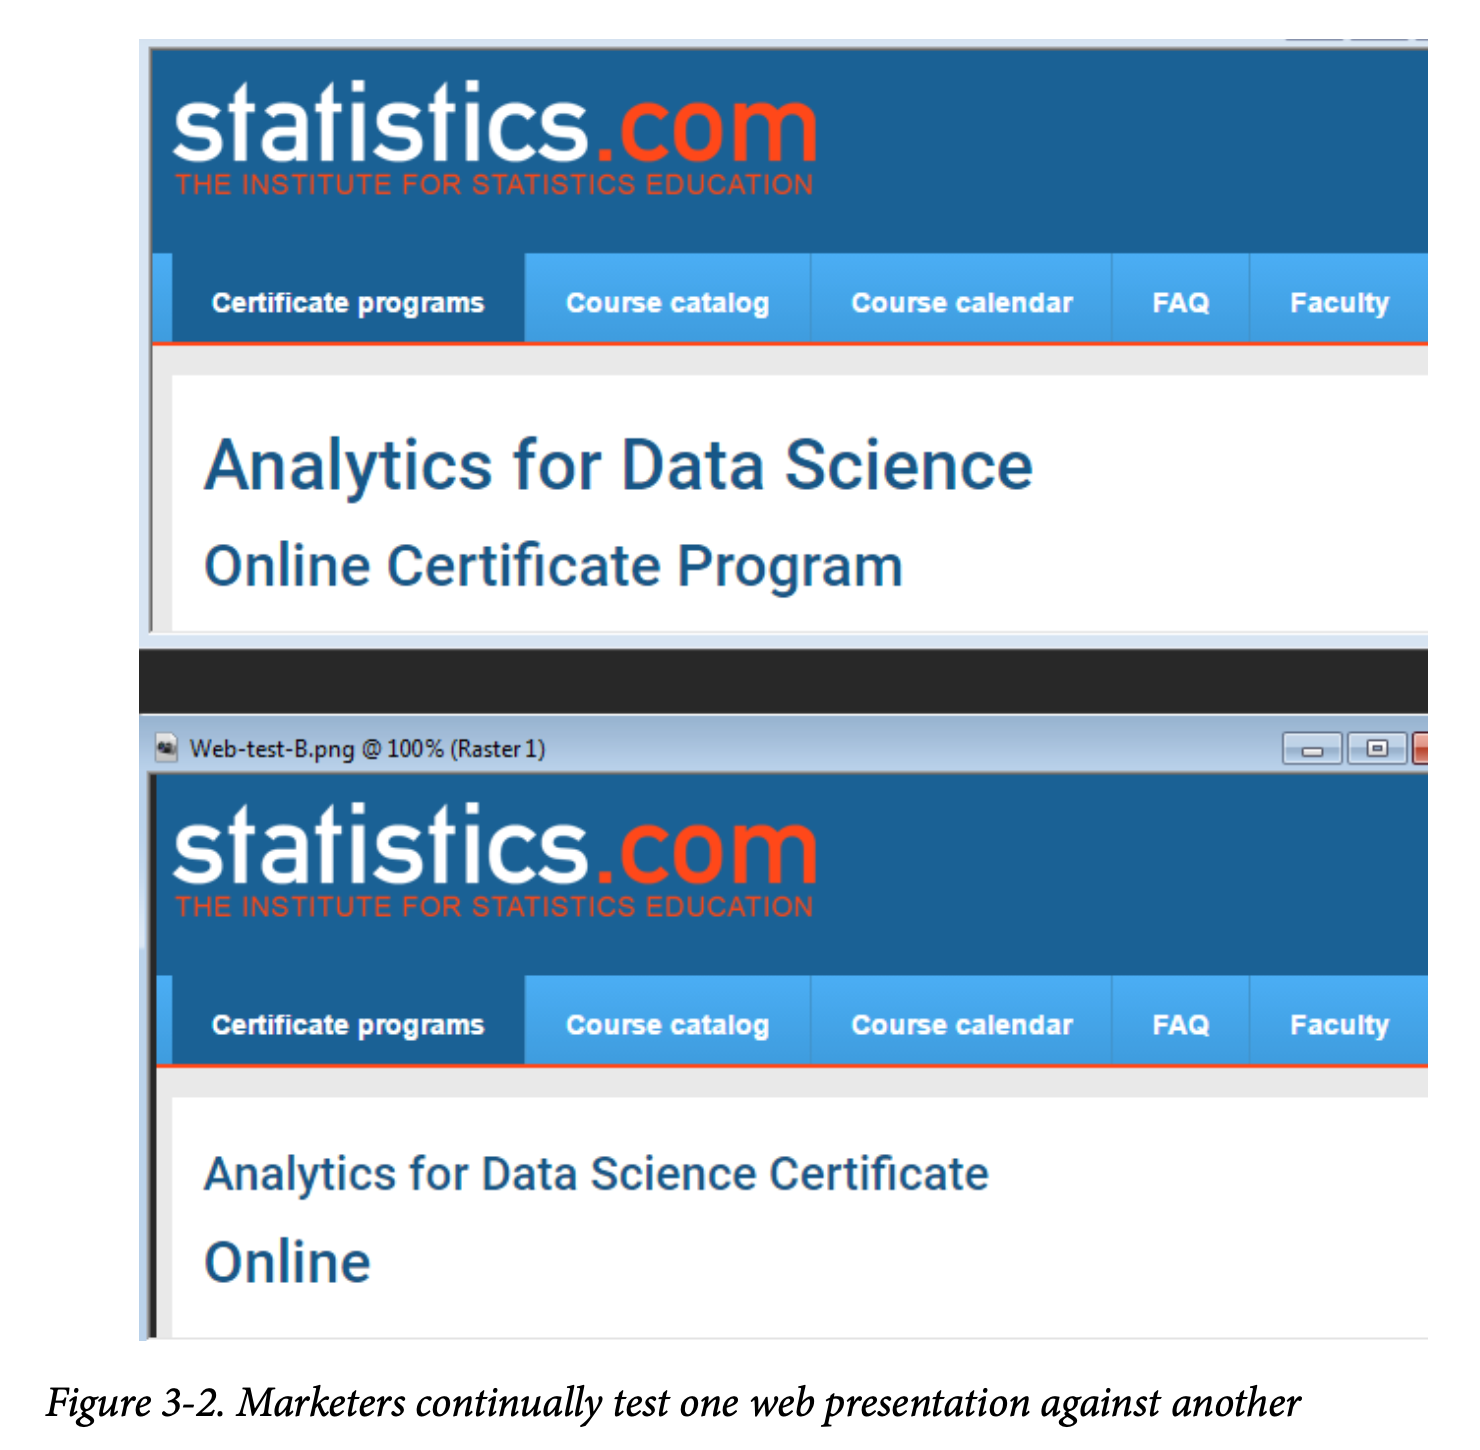 statistics.com
THE INSTITUTE FOR STATISTICS EDUCATION
Certificate programs Course catalog Course calendar FAQ Faculty
Analytics for Data Science
Online Certificate Program
Web-test-B.png @ 100% (Raster 1)
statistics.com
THE INSTITUTE FOR STATISTICS EDUCATION
Certificate programs Course catalog Course calendar FAQ Faculty
Analytics for Data Science Certificate
Online
Figure 3-2. Marketers continually test one web presentation against another